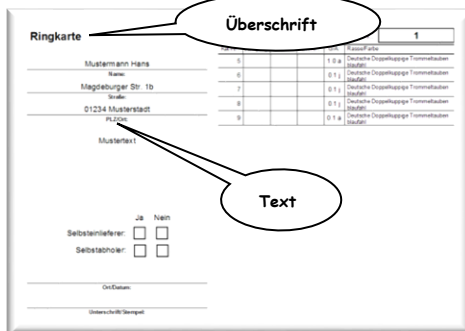 Überschrift
Ringkarte
1
Rasse/Farbe
Mustermann Hans
Name:
Magdeburger Str. 1b
Straße:
01234 Musterstadt
PLZ/Ort:
Mustertext
5 1 0 a Deutsche Doppelkuppige Trommeltauben blaufahl
6 0 1 j Deutsche Doppelkuppige Trommeltauben blaufahl
7 0 1 j Deutsche Doppelkuppige Trommeltauben blaufahl
8 0 1 j Deutsche Doppelkuppige Trommeltauben blaufahl
9 0 1 a Deutsche Doppelkuppige Trommeltauben blaufahl
Text
Ja Nein
Selbsteinlieferer:
Selbstabholer:
Ort/Datum:
Unterschrift/Stempel: